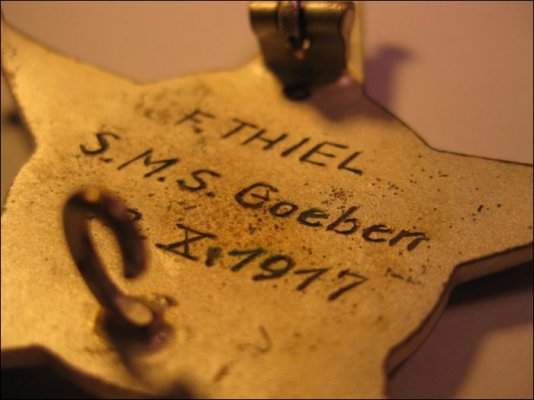 F. THIEL
S.M.S. Goeben
X. 1917